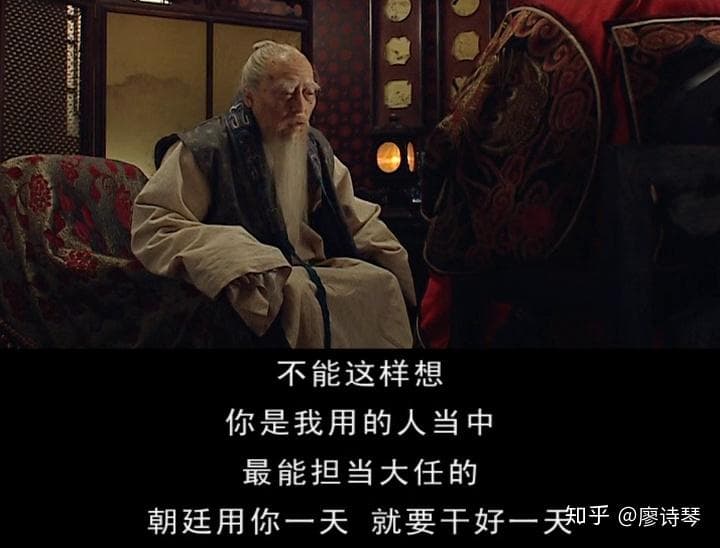 不能这样想
你是我用的人当中
最能担当大任的
朝廷用你一天 就要干好一天
知乎 @廖诗琴